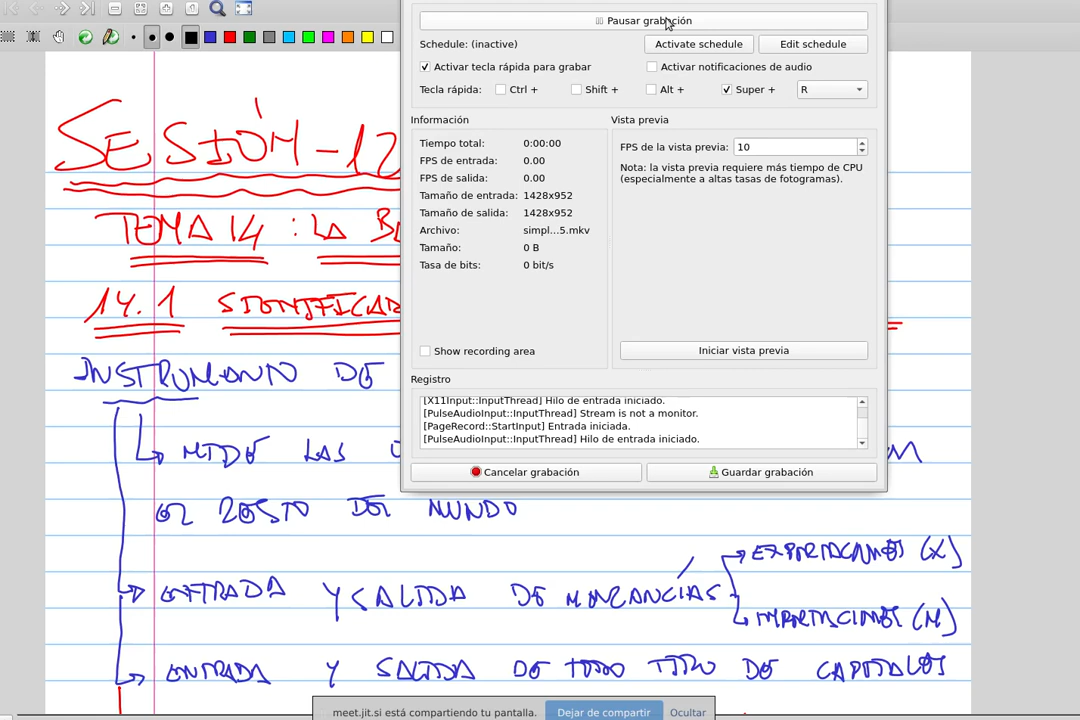 Pausar grabación
Schedule: (inactive)
Activate schedule
Edit schedule
Activar tecla rápida para grabar
Activar notificaciones de audio
Tecla rápida: Ctrl + Shift + Alt + Super + R
Información
Vista previa
Tiempo total: 0:00:00
FPS de entrada: 0.00
FPS de salida: 0.00
Tamaño de entrada: 1428x952
Tamaño de salida: 1428x952
Archivo: simpl...5.mkv
Tamaño: 0 B
Tasa de bits: 0 bit/s
FPS de la vista previa: 10
Nota: la vista previa requiere más tiempo de CPU
(especialmente a altas tasas de fotogramas).
Show recording area
Iniciar vista previa
Registro
[X11Input::InputThread] Hilo de entrada iniciado.
[PulseAudioInput::InputThread] Stream is not a monitor.
[PageRecord::StartInput] Entrada iniciada.
[PulseAudioInput::InputThread] Hilo de entrada iniciado.
Cancelar grabación
Guardar grabación
SESIÓN-12
TEMA 14: LA
14.1 SIGNIFICAD
INSTRUMENTO DE
MIDE LAS
EL RESTO DEL MUNDO
ENTRADA Y SALIDA DE MERCANCÍAS
EXPORTACIONES (X)
IMPORTACIONES (M)
ENTRADA Y SALIDA DE TODO TIPO DE CAPITALES
meet.jit.si está compartiendo tu pantalla.
Dejar de compartir
Ocultar